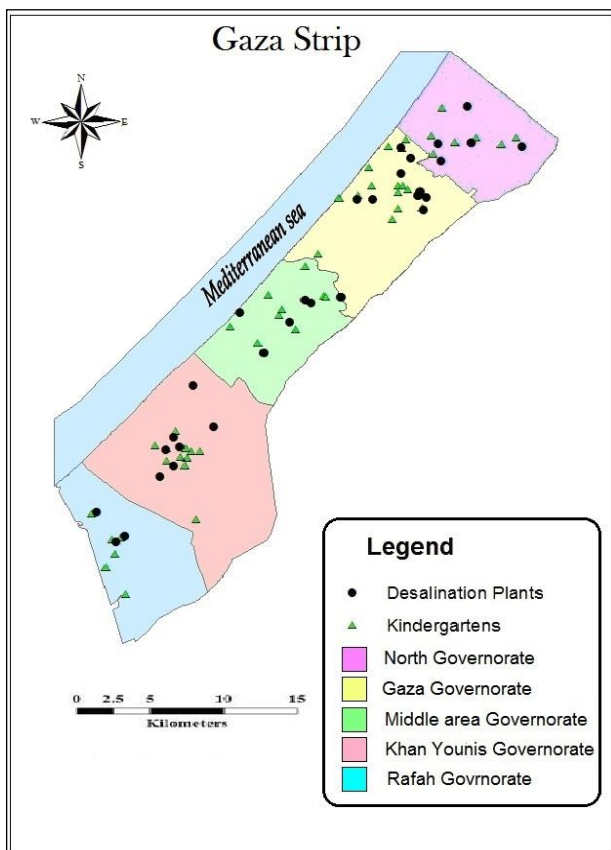 Gaza Strip
N
W E
S
Mediterranean sea
Legend
Desalination Plants
Kindergartens
North Governorate
Gaza Governorate
Middle area Governorate
Khan Younis Governorate
Rafah Govrnorate
0 2.5 5 10 15
Kilometers